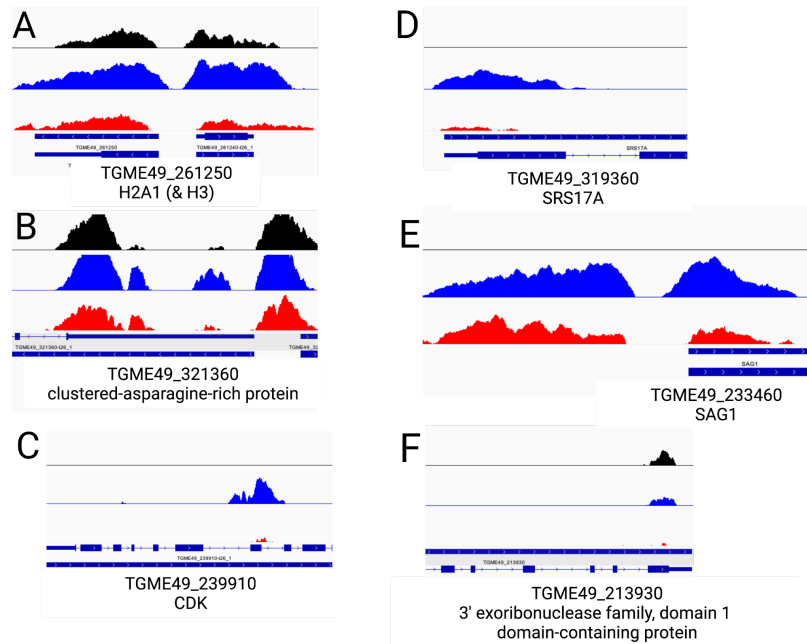 A
TGME49_261250
TGME49_261240-t26_1
TGME49_261250
H2A1 (& H3)
B
TGME49_321360-t26_1
TGME49_32
TGME49_321360
clustered-asparagine-rich protein
C
TGME49_239910-t26_1
TGME49_239910
CDK
D
SRS17A
TGME49_319360
SRS17A
E
SAG1
TGME49_233460
SAG1
F
TGME49_213930
TGME49_213930
3' exoribonuclease family, domain 1
domain-containing protein